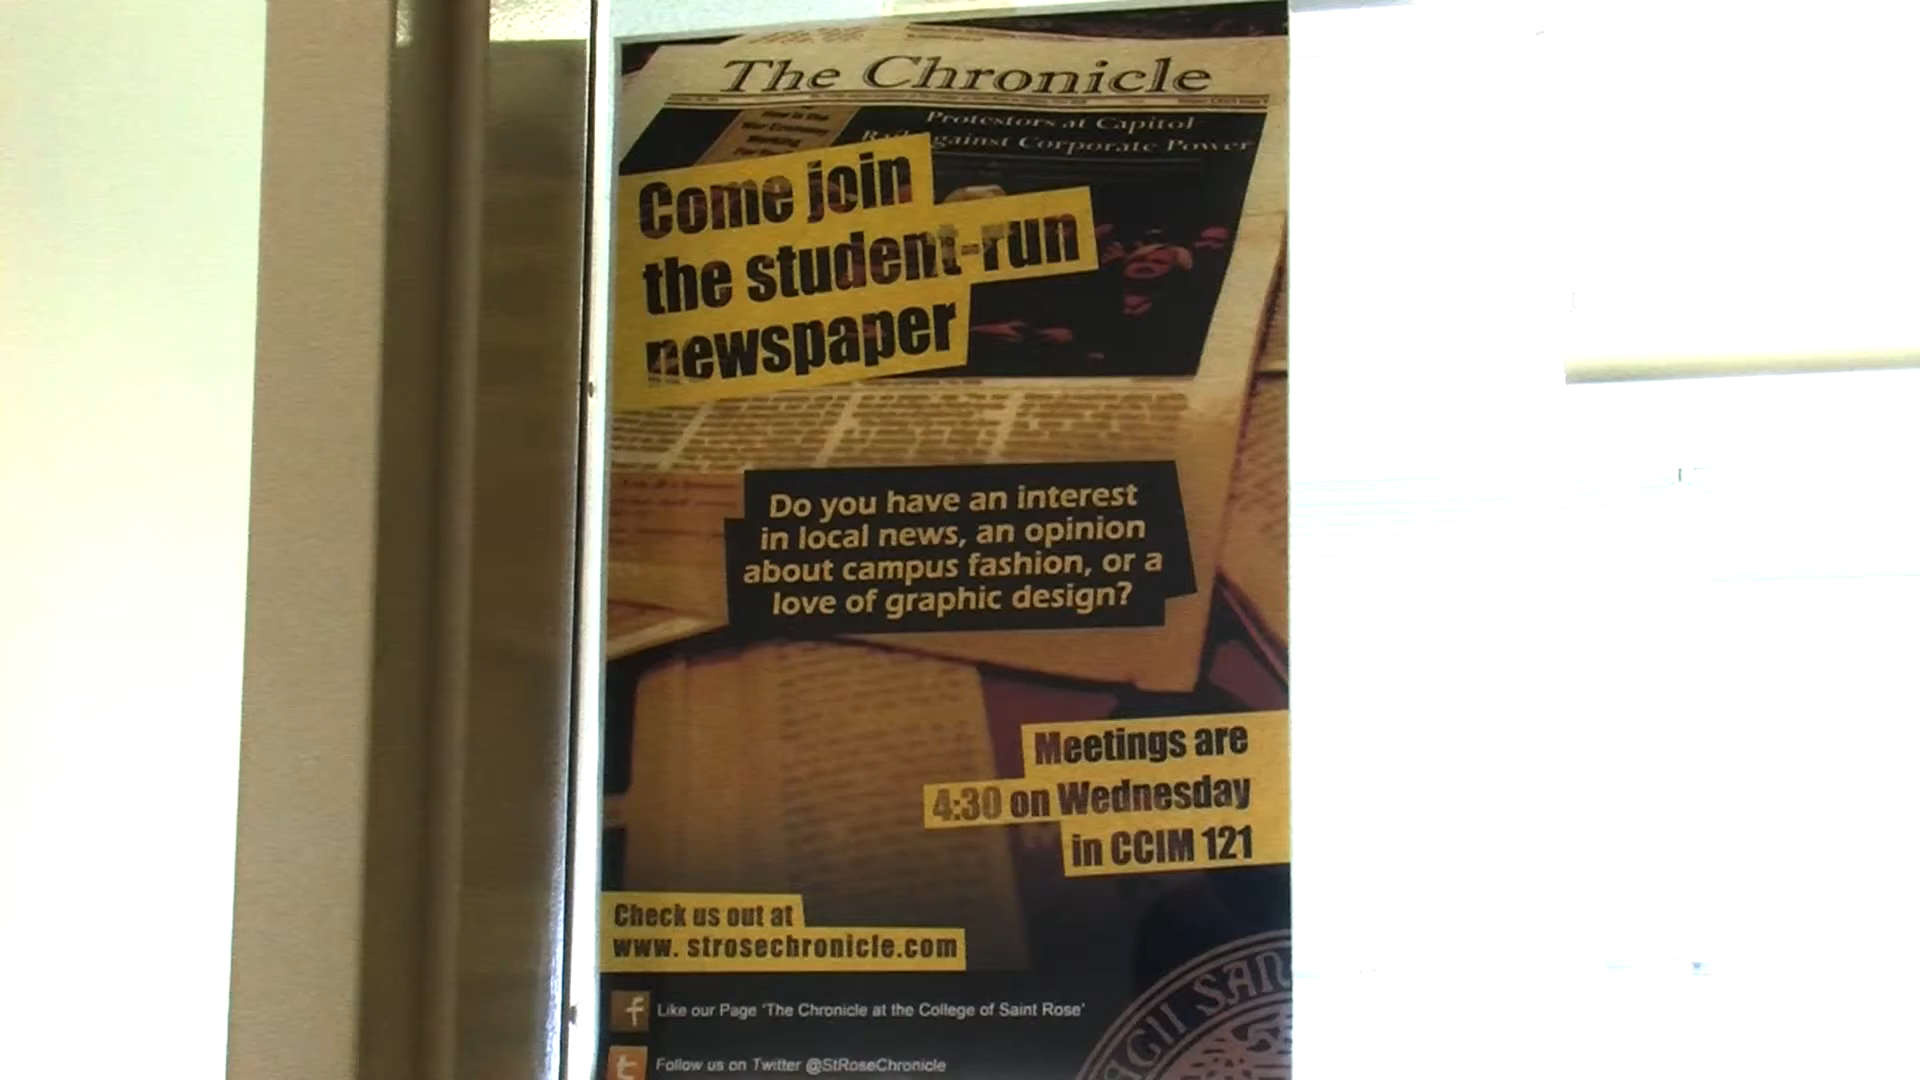 The Chronicle
Protestors at Capitol
gainst Corporate Power
Come join
the student-run
newspaper
Do you have an interest
in local news, an opinion
about campus fashion, or a
love of graphic design?
Meetings are
4:30 on Wednesday
in CCIM 121
Check us out at
www. strosechronicle.com
Like our Page 'The Chronicle at the College of Saint Rose'
Follow us on Twitter @StRoseChronicle